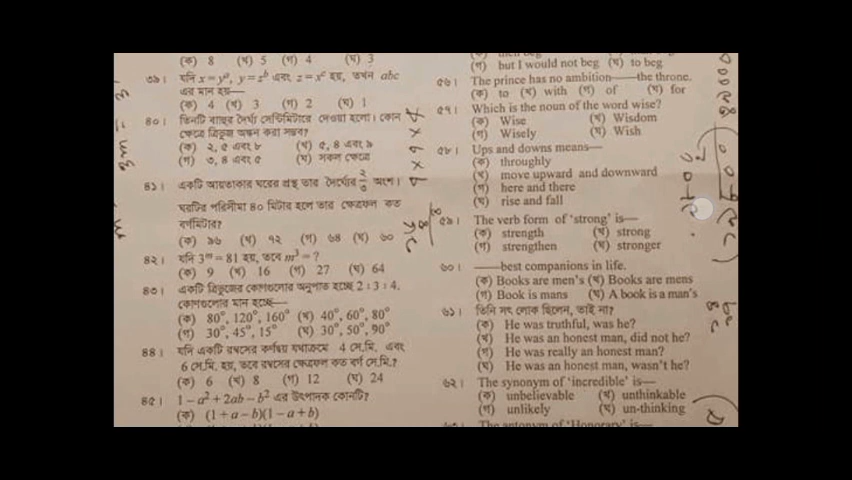 (ক) 8 (খ) 5 (গ) 4 (ঘ) 3
৩৯। যদি x = yᵃ, y = zᵇ এবং z = xᶜ হয়, তখন abc
এর মান হয়—
(ক) 4 (খ) 3 (গ) 2 (ঘ) 1
৪০। তিনটি বাহুর দৈর্ঘ্য সেন্টিমিটারে দেওয়া হলো। কোন
ক্ষেত্রে ত্রিভুজ অঙ্কন করা সম্ভব?
(ক) ২, ৫ এবং ৮ (খ) ৫, ৪ এবং ৯
(গ) ৩, ৪ এবং ৫ (ঘ) সকল ক্ষেত্রে
৪১। একটি আয়তাকার ঘরের প্রস্থ তার দৈর্ঘ্যের ২/৩ অংশ।
ঘরটির পরিসীমা ৪০ মিটার হলে তার ক্ষেত্রফল কত
বর্গমিটার?
(ক) ৯৬ (খ) ৭২ (গ) ৬৪ (ঘ) ৬০
৪২। যদি 3ᵐ = 81 হয়, তবে m³ = ?
(ক) 9 (খ) 16 (গ) 27 (ঘ) 64
৪৩। একটি ত্রিভুজের কোণগুলোর অনুপাত হচ্ছে 2 : 3 : 4.
কোণগুলোর মান হচ্ছে—
(ক) 80°, 120°, 160° (খ) 40°, 60°, 80°
(গ) 30°, 45°, 15° (ঘ) 30°, 50°, 90°
৪৪। যদি একটি রম্বসের কর্ণদ্বয় যথাক্রমে 4 সে.মি. এবং
6 সে.মি. হয়, তবে রম্বসের ক্ষেত্রফল কত বর্গ সে.মি.?
(ক) 6 (খ) 8 (গ) 12 (ঘ) 24
৪৫। 1 – a² + 2ab – b² এর উৎপাদক কোনটি?
(ক) (1 + a – b)(1 – a + b)
(গ) but I would not beg (ঘ) to beg
৫৬। The prince has no ambition——the throne.
(ক) to (খ) with (গ) of (ঘ) for
৫৭। Which is the noun of the word wise?
(ক) Wise (খ) Wisdom
(গ) Wisely (ঘ) Wish
৫৮। Ups and downs means—
(ক) throughly
(খ) move upward and downward
(গ) here and there
(ঘ) rise and fall
৫৯। The verb form of ‘strong’ is—
(ক) strength (খ) strong
(গ) strengthen (ঘ) stronger
৬০। ——best companions in life.
(ক) Books are men's (খ) Books are mens
(গ) Book is mans (ঘ) A book is a man's
৬১। তিনি সৎ লোক ছিলেন, তাই না?
(ক) He was truthful, was he?
(খ) He was an honest man, did not he?
(গ) He was really an honest man?
(ঘ) He was an honest man, wasn't he?
৬২। The synonym of ‘incredible’ is—
(ক) unbelievable (খ) unthinkable
(গ) unlikely (ঘ) un-thinking
The antonym of ‘Honorary’ is—